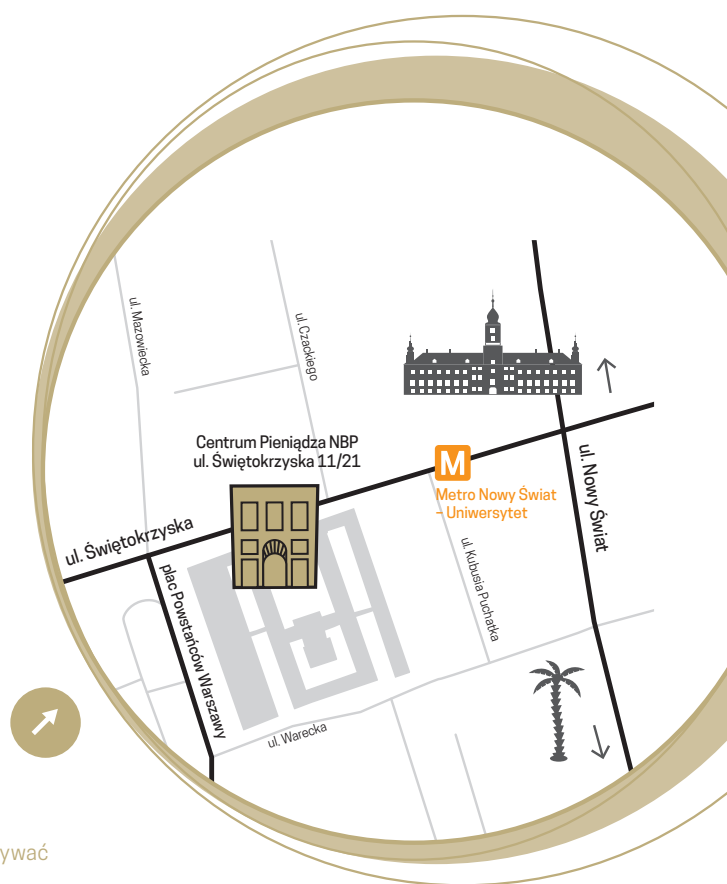 ul. Mazowiecka
ul. Czackiego
Centrum Pieniądza NBP
ul. Świętokrzyska 11/21
M
Metro Nowy Świat
– Uniwersytet
ul. Nowy Świat
ul. Świętokrzyska
plac Powstańców Warszawy
ul. Kubusia Puchatka
ul. Warecka
ywać